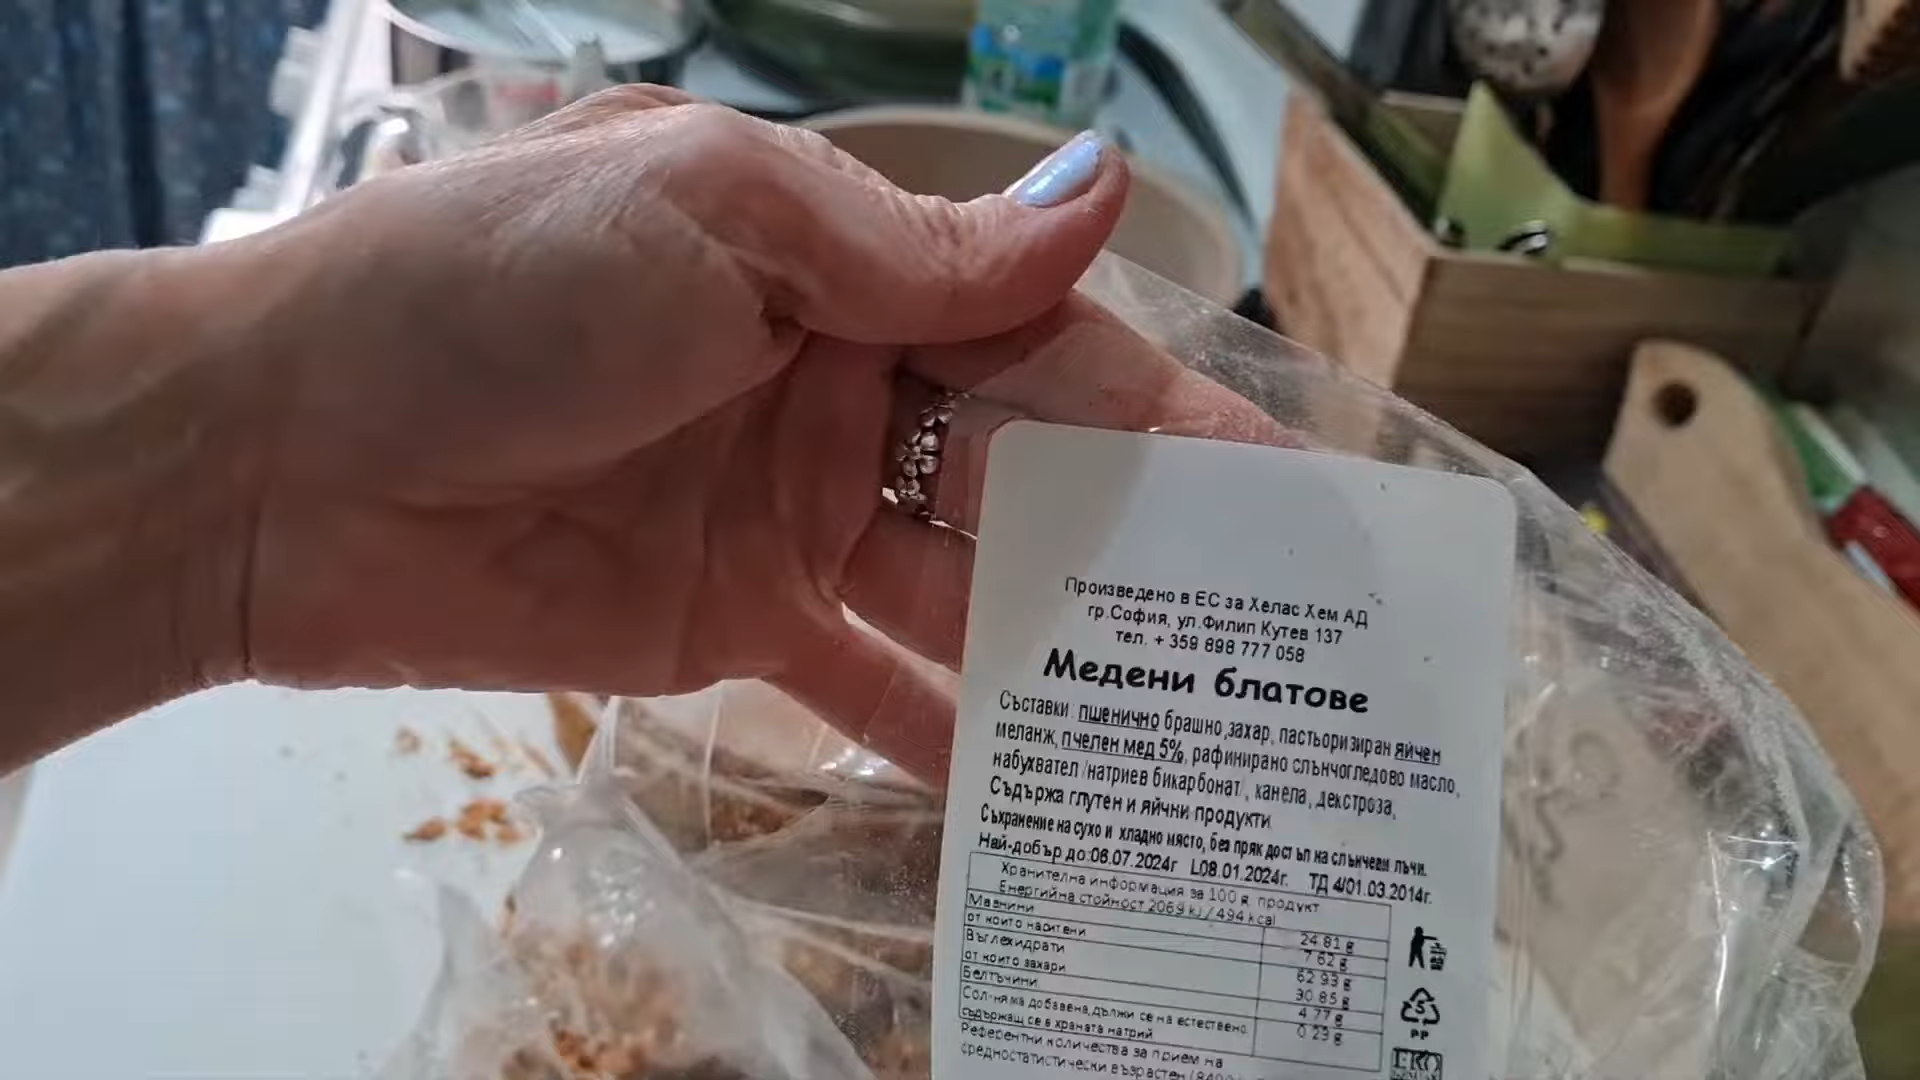 Произведено в ЕС за Хелас Хем АД
гр.София, ул.Филип Кутев 137
тел. + 359 898 777 058
Медени блатове
Съставки: пшенично брашно,захар, пастьоризиран яйчен
меланж, пчелен мед 5%, рафинирано слънчогледово масло,
набухвател /натриев бикарбонат/, канела, декстроза,
Съдържа глутен и яйчни продукти
Съхранение на сухо и хладно място, без пряк достъп на слънчеви лъчи.
Най-добър до:06.07.2024г L08.01.2024г. ТД 4/01.03.2014г.
Хранителна информация за 100 g продукт
Енергийна стойност 2069 kJ / 494 kcal
Мазнини 24.81 g
от които наситени 7.62 g
Въглехидрати 62.93 g
от които захари 30.85 g
Белтъчини 4.77 g
Сол-няма добавена,дължи се на естествено 0.23 g
съдържащ се в храната натрий
Референтни количества за прием на
средностатистически възрастен
5
PP